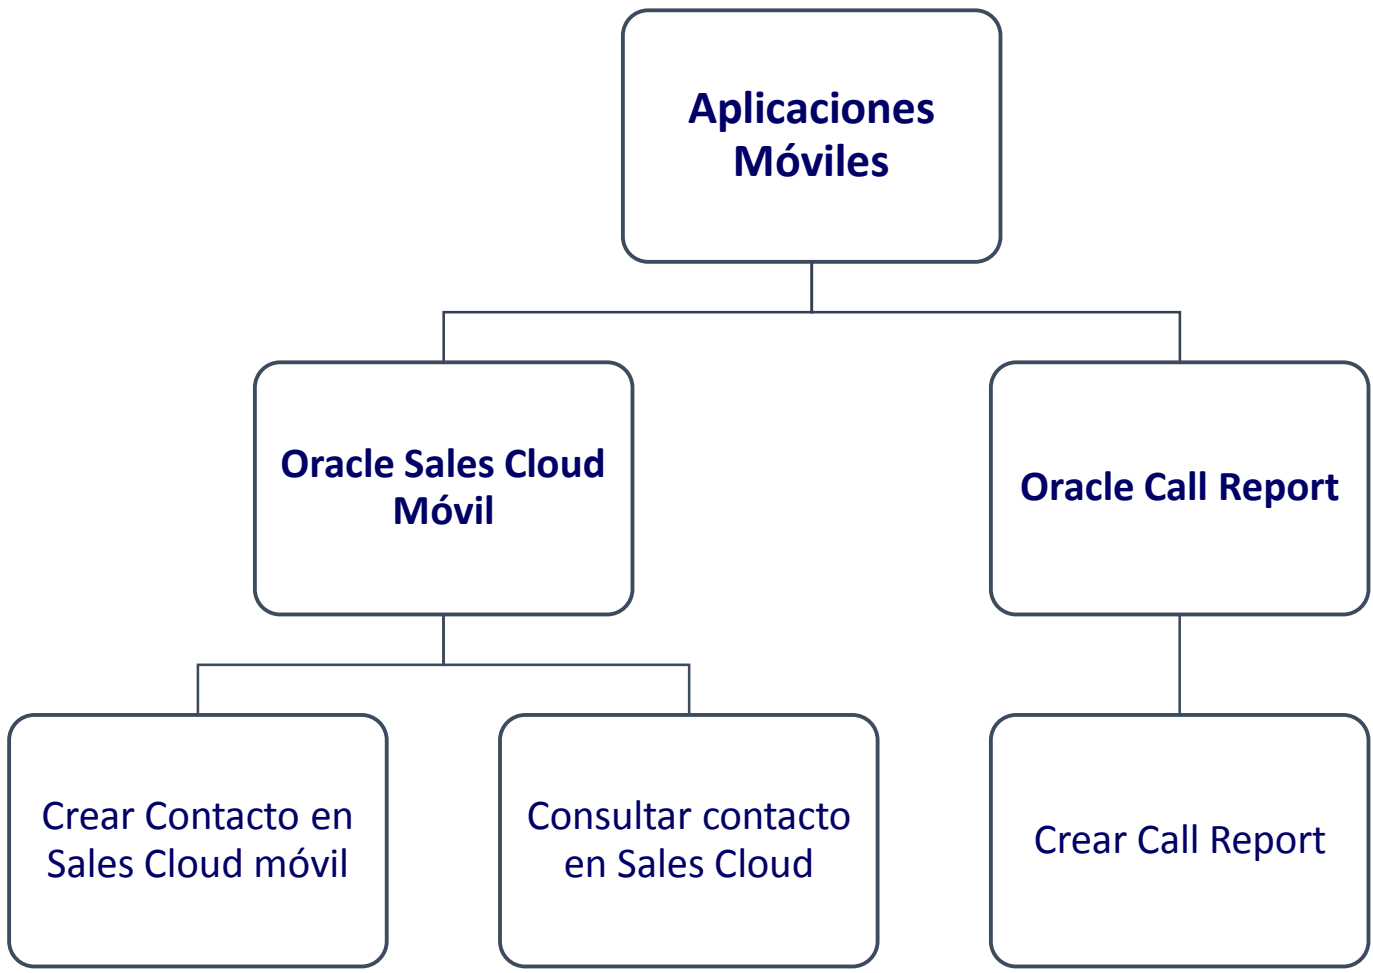 Aplicaciones
Móviles
Oracle Sales Cloud
Móvil
Oracle Call Report
Crear Contacto en
Sales Cloud móvil
Consultar contacto
en Sales Cloud
Crear Call Report